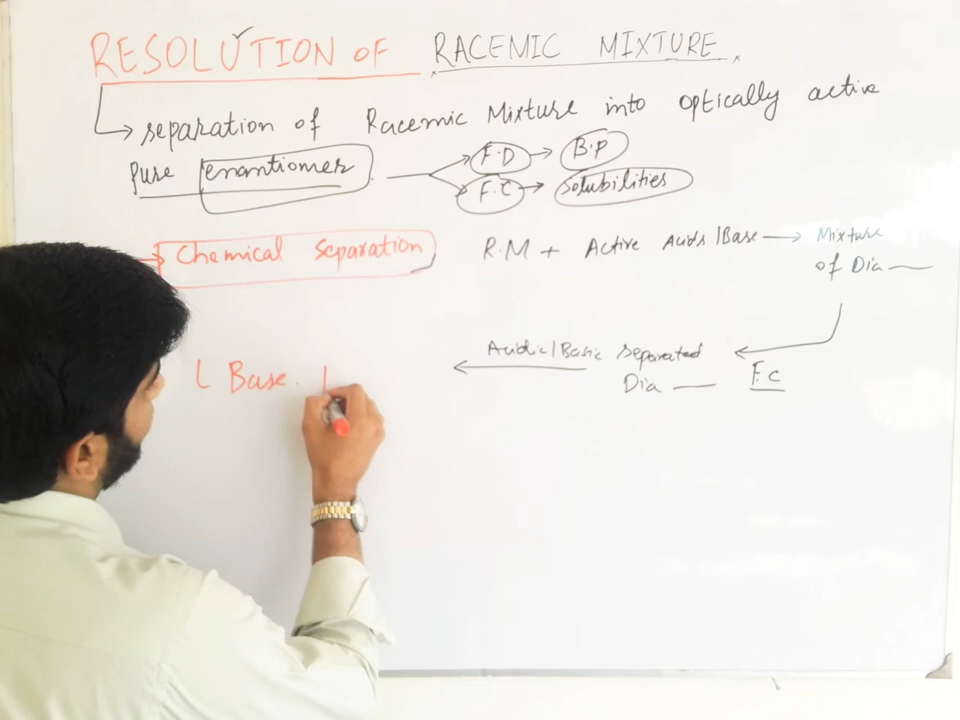 RESOLUTION OF RACEMIC MIXTURE
separation of Racemic Mixture into optically active
pure enantiomer
F.D → B.P
F.C → solubilities
Chemical Separation
R.M + Active Acids/Base → Mixture
of Dia
Acidic/Basic separated
Dia F.C
( Base.